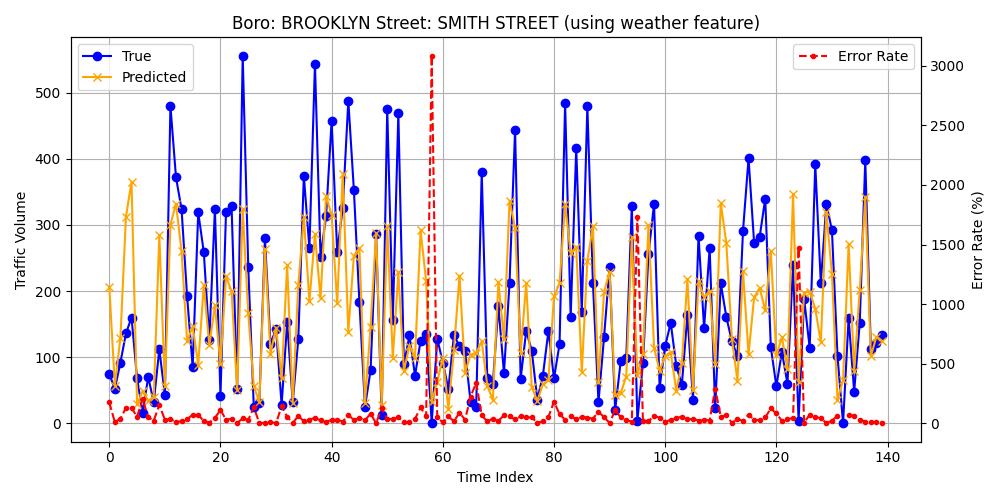 Boro: BROOKLYN Street: SMITH STREET (using weather feature)
True
Predicted
Error Rate
Traffic Volume
0
100
200
300
400
500
0
500
1000
1500
2000
2500
3000
Error Rate (%)
0 20 40 60 80 100 120 140
Time Index